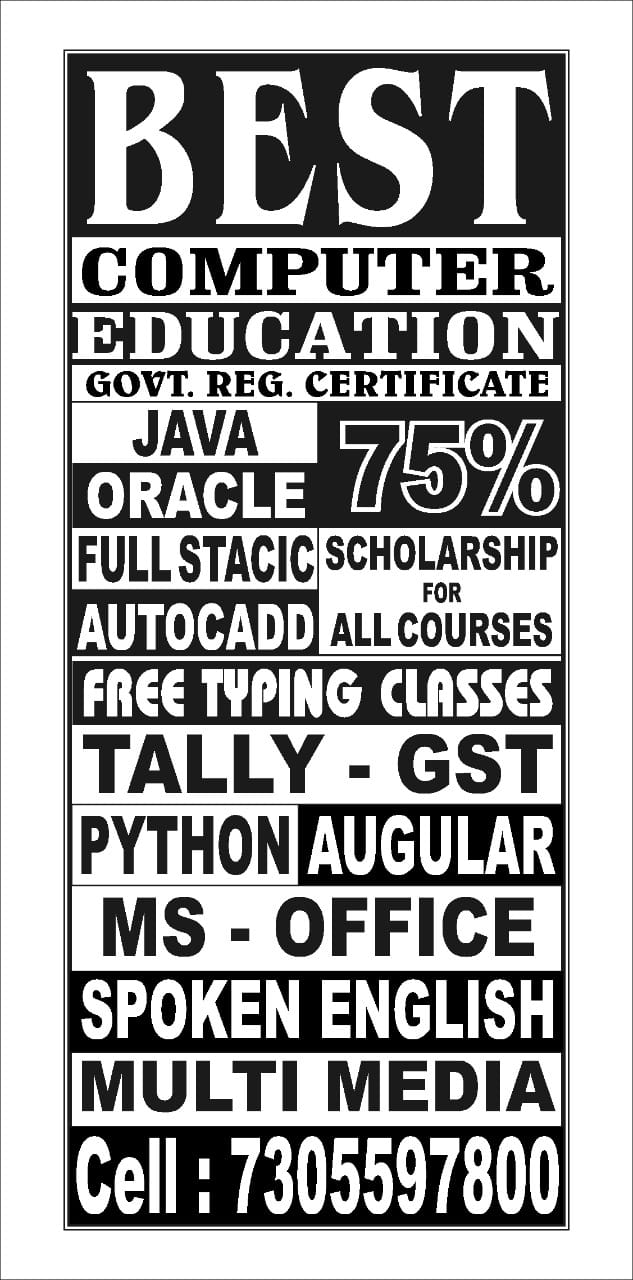 BEST
COMPUTER
EDUCATION
GOVT. REG. CERTIFICATE
JAVA
ORACLE
75%
FULL STACIC
AUTOCADD
SCHOLARSHIP
FOR
ALL COURSES
FREE TYPING CLASSES
TALLY - GST
PYTHON AUGULAR
MS - OFFICE
SPOKEN ENGLISH
MULTI MEDIA
Cell : 7305597800